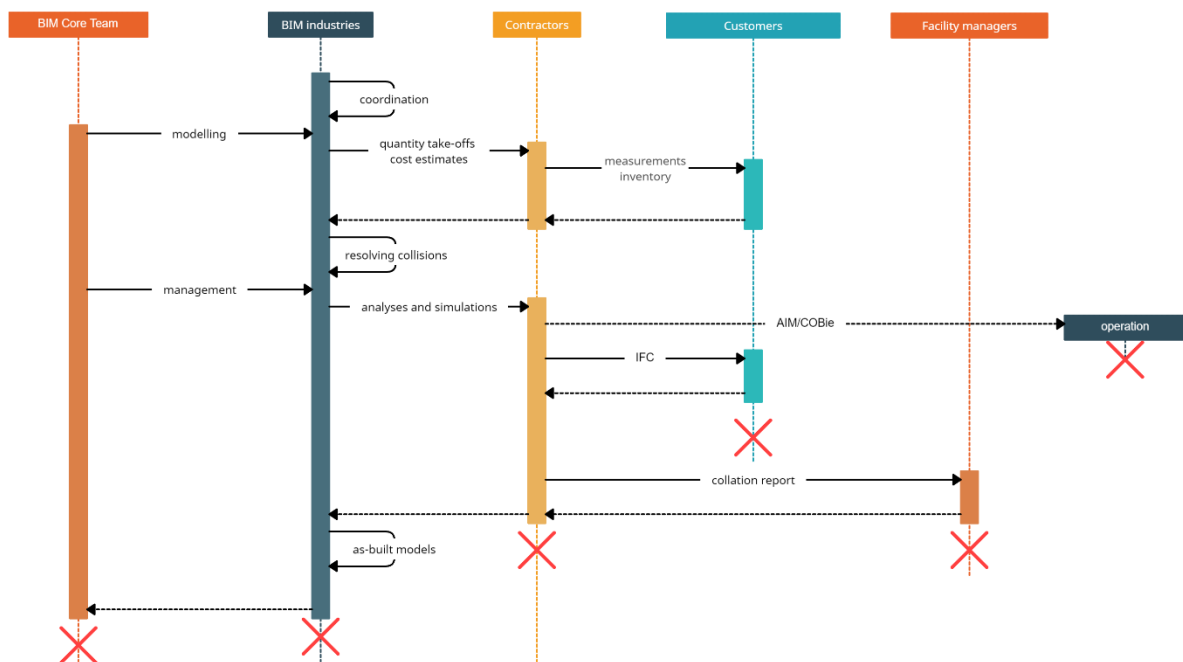 BIM Core Team
BIM industries
Contractors
Customers
Facility managers
coordination
modelling
quantity take-offs
cost estimates
measurements
inventory
resolving collisions
management
analyses and simulations
AIM/COBie
operation
IFC
collation report
as-built models